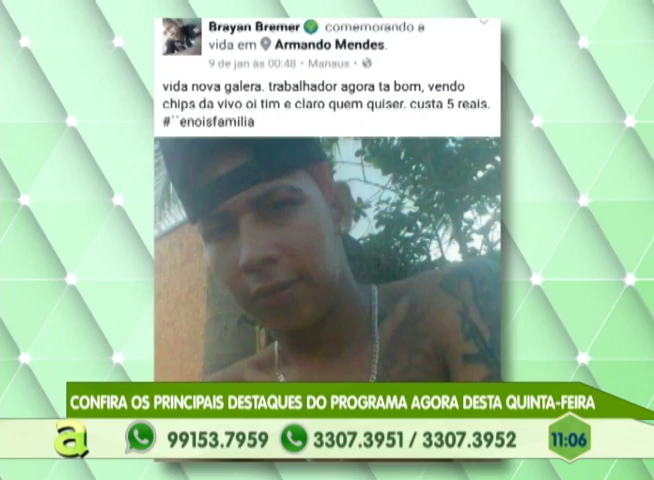 Brayan Bremer comemorando a
vida em Armando Mendes.
9 de jan às 00:48 • Manaus •
vida nova galera. trabalhador agora ta bom, vendo
chips da vivo oi tim e claro quem quiser. custa 5 reais.
#¨enoisfamilia
CONFIRA OS PRINCIPAIS DESTAQUES DO PROGRAMA AGORA DESTA QUINTA-FEIRA
a 99153.7959 3307.3951 / 3307.3952 11:06